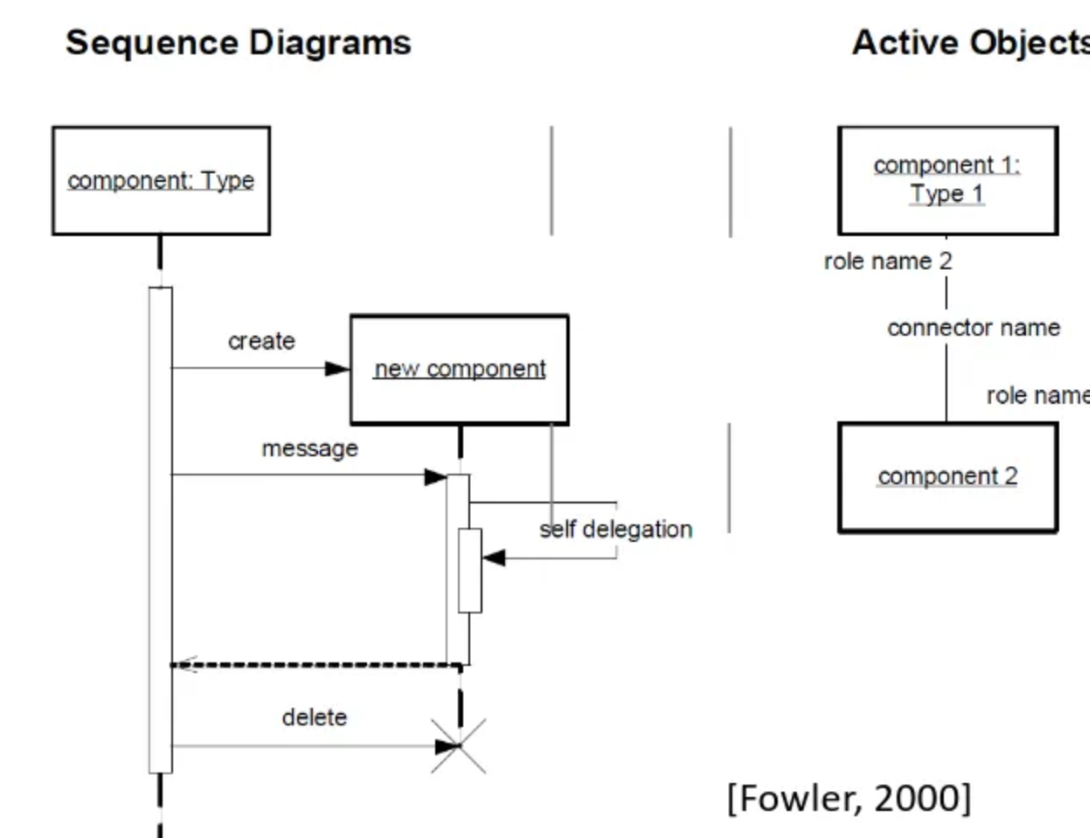 Sequence Diagrams
Active Objects
component: Type
component 1:
Type 1
role name 2
connector name
role name
create
new component
message
component 2
self delegation
delete
[Fowler, 2000]